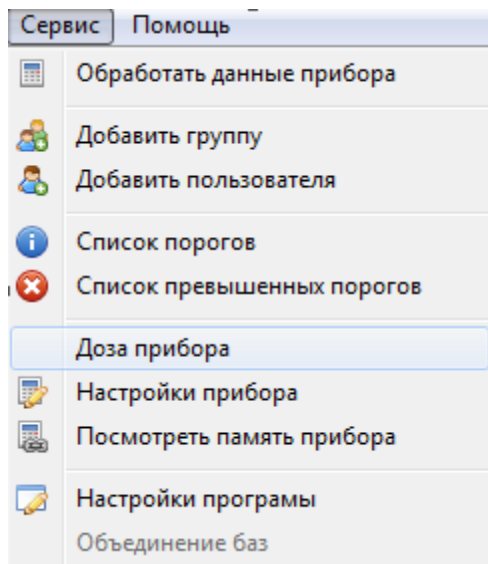 Сервис Помощь
Обработать данные прибора
Добавить группу
Добавить пользователя
Список порогов
Список превышенных порогов
Доза прибора
Настройки прибора
Посмотреть память прибора
Настройки програмы
Объединение баз